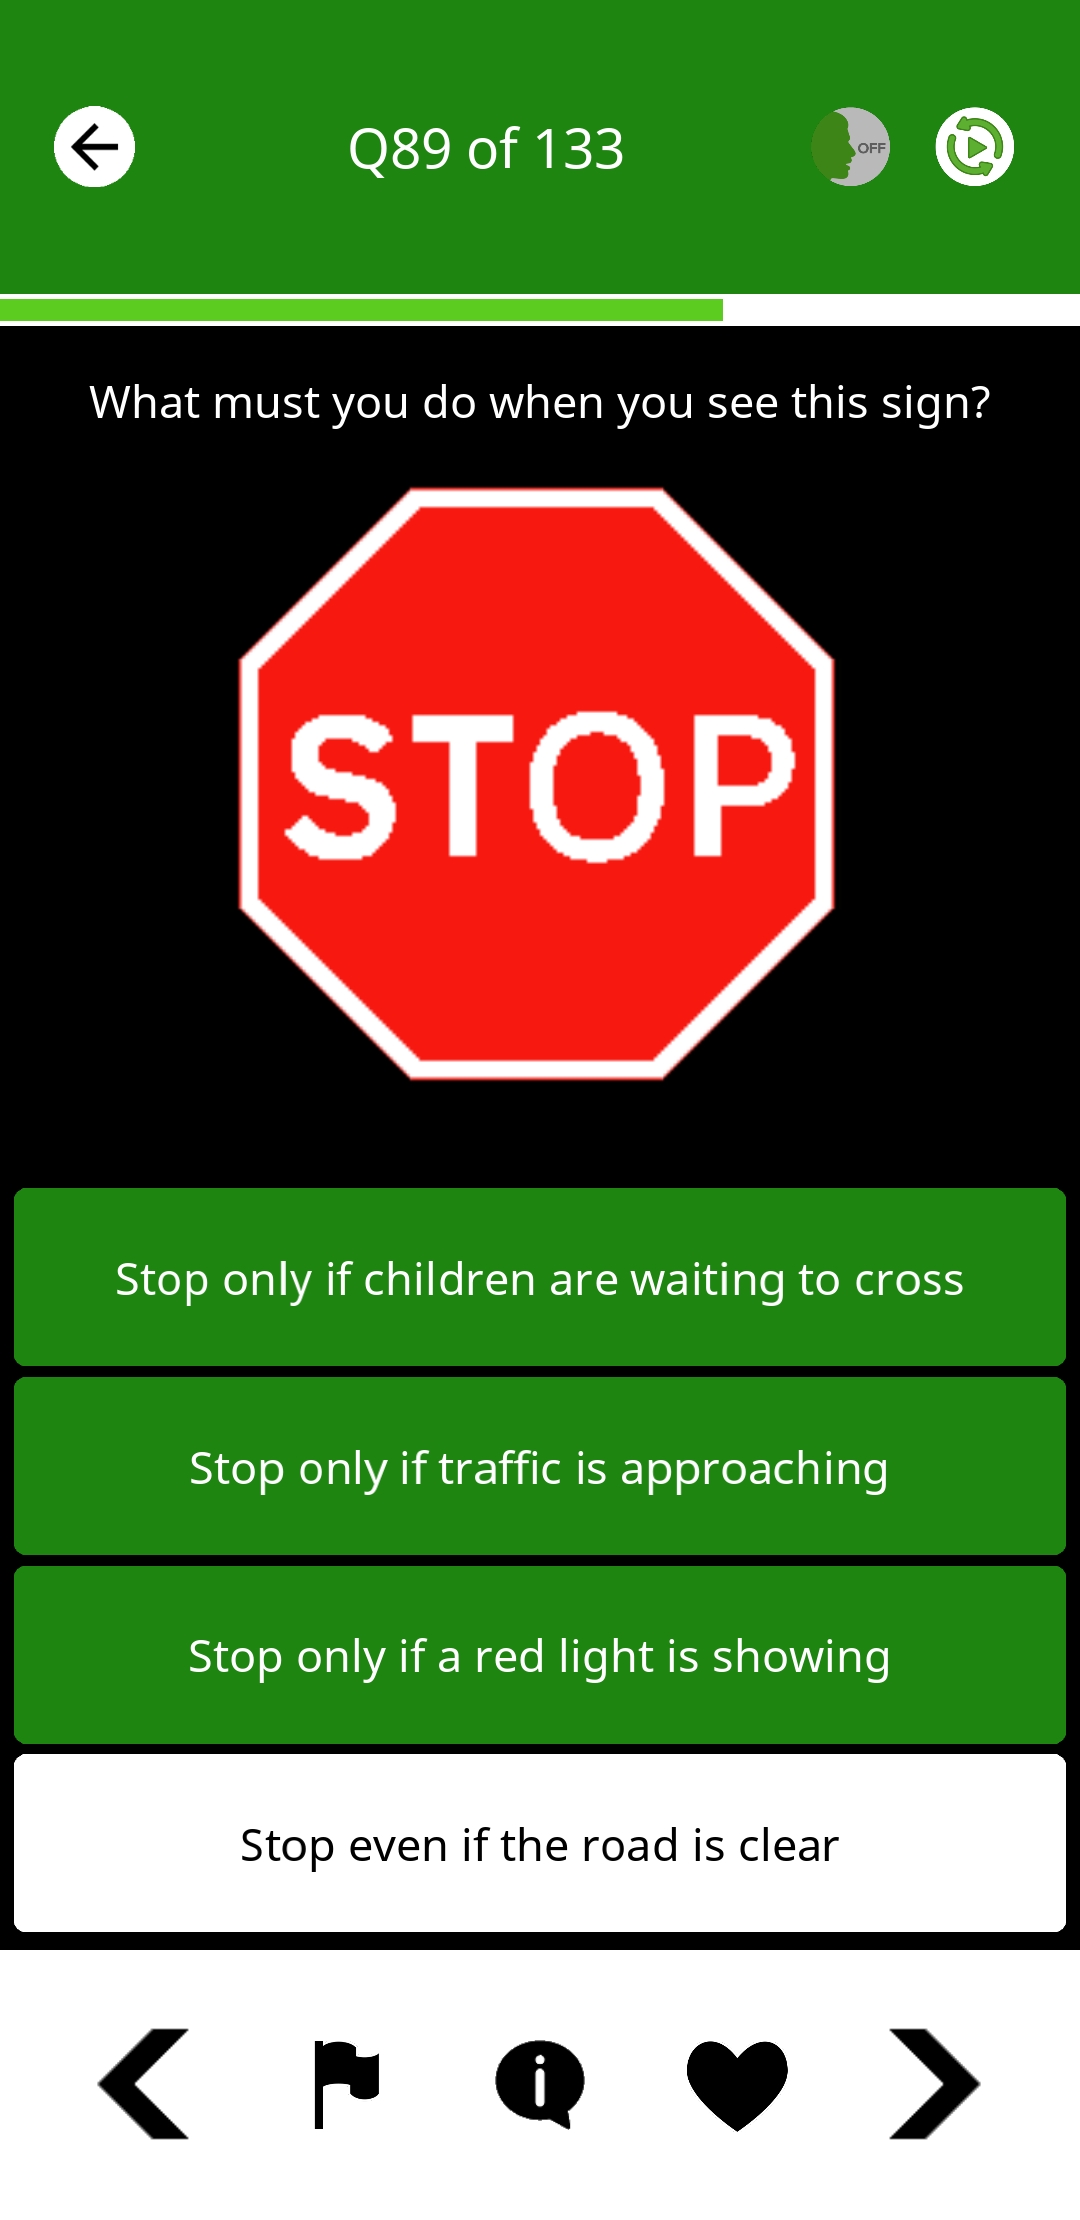 Q89 of 133
OFF
What must you do when you see this sign?
STOP
Stop only if children are waiting to cross
Stop only if traffic is approaching
Stop only if a red light is showing
Stop even if the road is clear
i